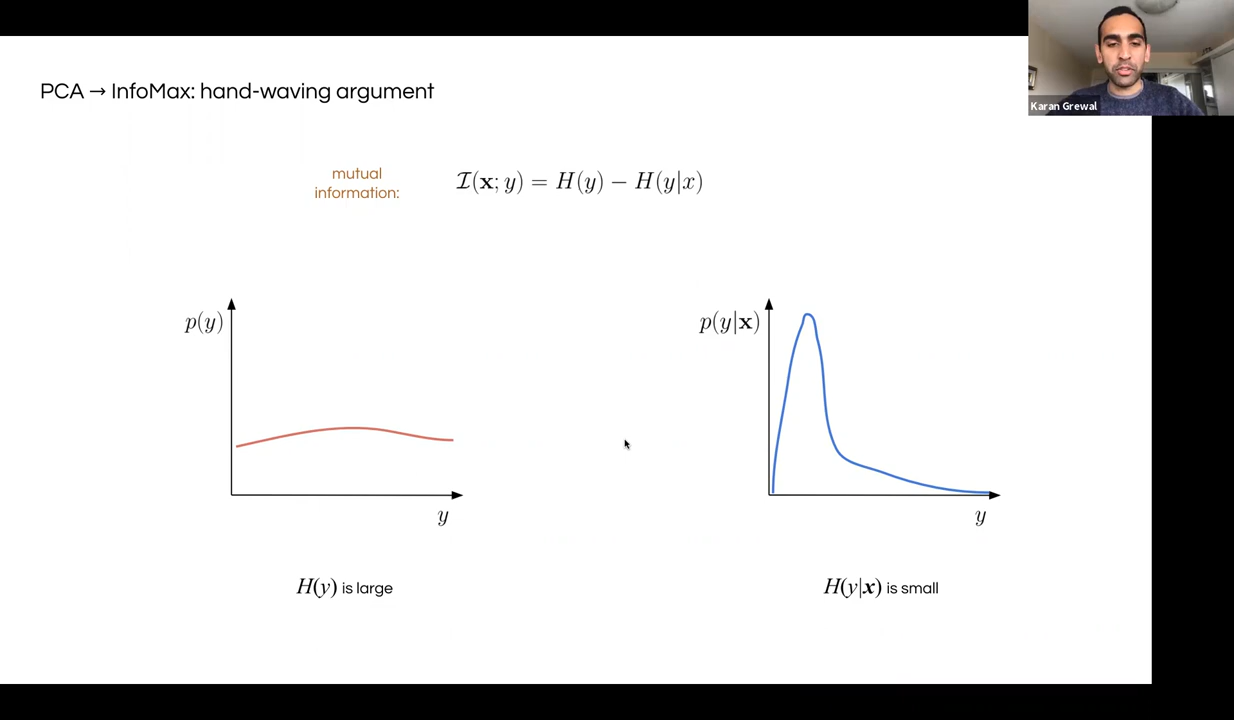 PCA → InfoMax: hand-waving argument
Karan Grewal
mutual
information:
𝓘(𝐱; y) = H(y) − H(y|x)
p(y)
p(y|𝐱)
y
y
H(y) is large
H(y|𝒙) is small